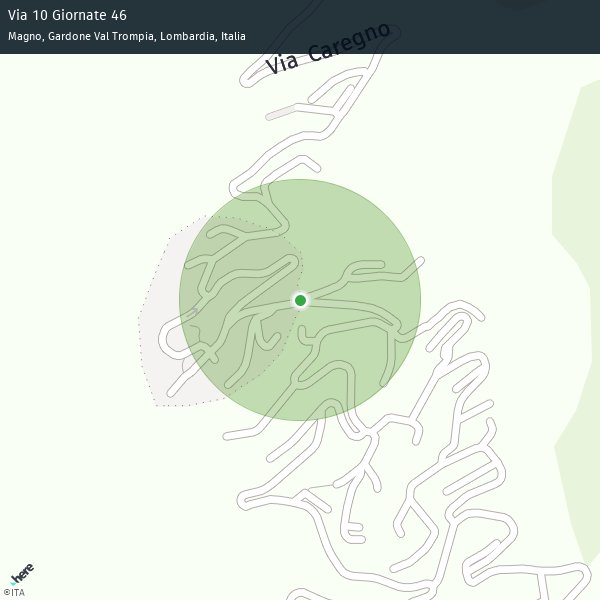 Via 10 Giornate 46
Magno, Gardone Val Trompia, Lombardia, Italia
Via Caregno
here
©ITA